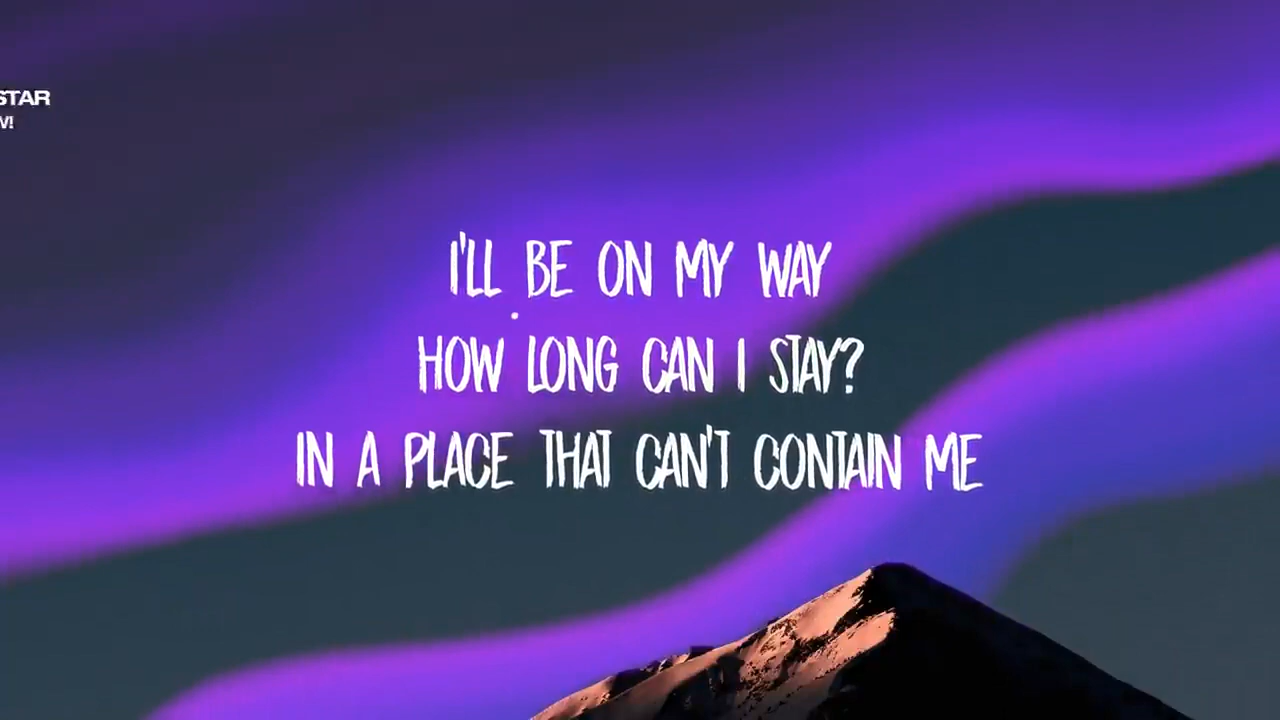 STAR
W!
I'LL BE ON MY WAY
HOW LONG CAN I STAY?
IN A PLACE THAT CAN'T CONTAIN ME